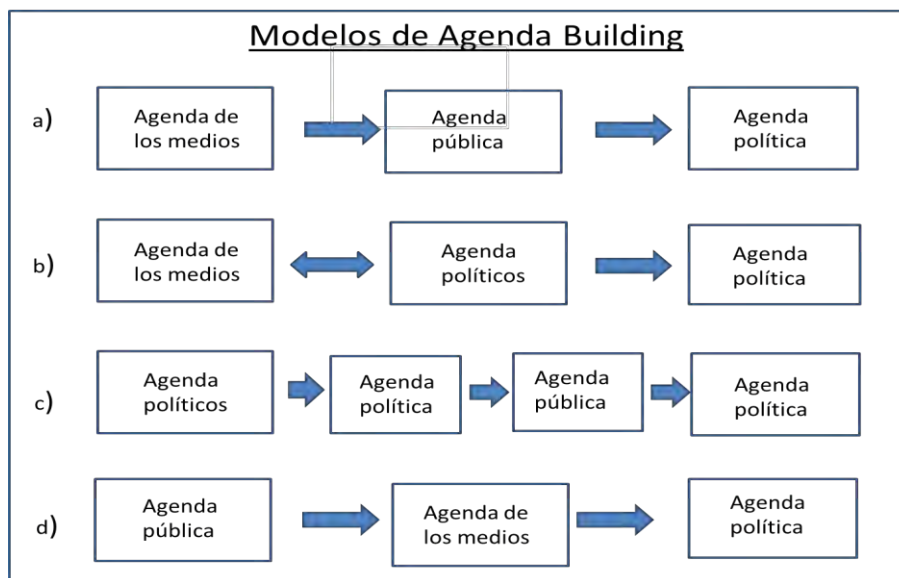 Modelos de Agenda Building
a)
Agenda de
los medios
Agenda
pública
Agenda
política
b)
Agenda de
los medios
Agenda
políticos
Agenda
política
c)
Agenda
políticos
Agenda
política
Agenda
pública
Agenda
política
d)
Agenda
pública
Agenda de
los medios
Agenda
política